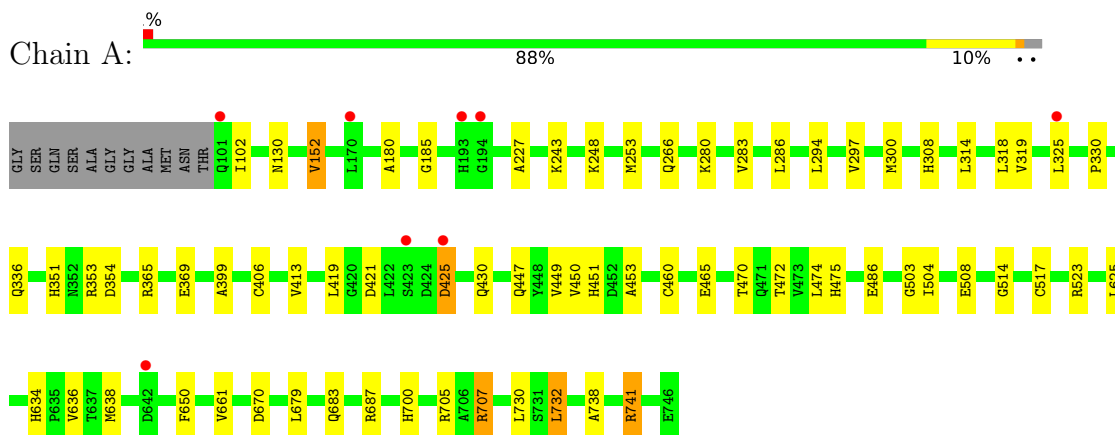 .%
Chain A:
88% 10% • •
GLY SER GLN SER ALA GLY GLY ALA MET ASN THR Q101 I102 N130 V152 L170 A180 G185 H193 G194 A227 K243 K248 M253 Q266 K280 V283 L286 L294 V297 M300 H308 L314 L318 V319 L325 P330
Q336 H351 N352 R353 D354 R365 E369 A399 C406 V413 L419 G420 D421 L422 S423 D424 D425 Q430 Q447 Y448 V449 V450 H451 D452 A453 C460 E465 T470 Q471 T472 V473 L474 H475 E486 G503 I504 E508 G514 C517 R523 L625
H634 P635 V636 T637 M638 D642 F650 V661 D670 L679 Q683 R687 H700 R705 A706 R707 L730 S731 L732 A738 R741 E746